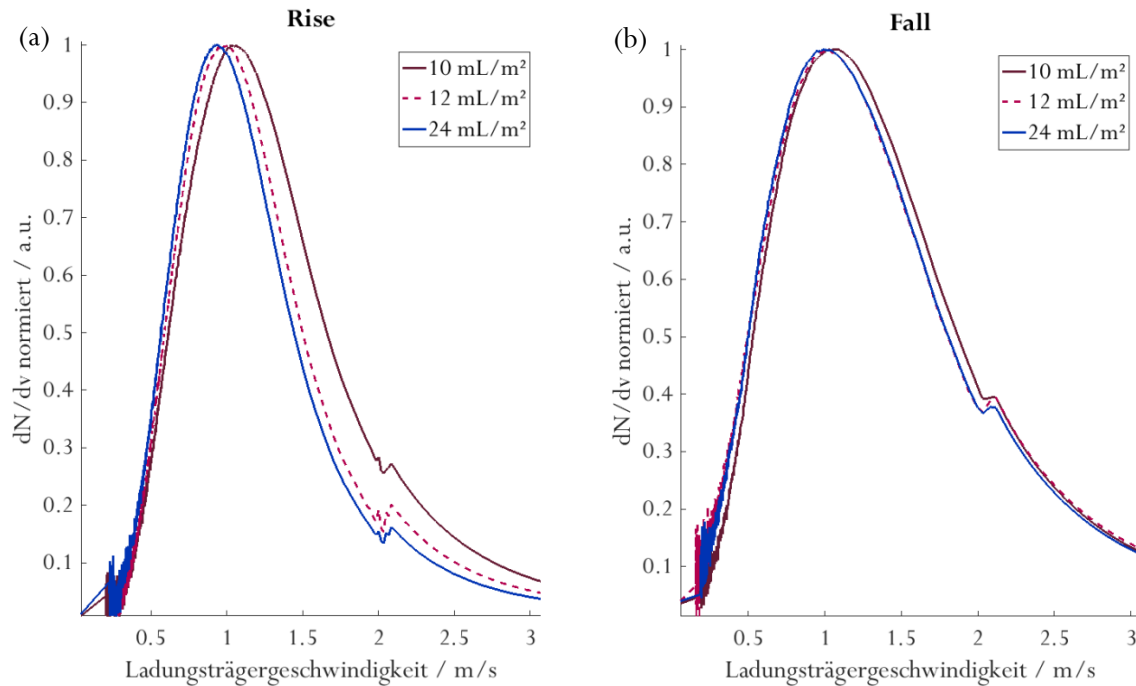 (a)
Rise
1
0.9
0.8
0.7
0.6
0.5
0.4
0.3
0.2
0.1
dN/dv normiert / a.u.
10 mL/m²
12 mL/m²
24 mL/m²
0.5
1
1.5
2
2.5
3
Ladungsträgergeschwindigkeit / m/s
(b)
Fall
1
0.9
0.8
0.7
0.6
0.5
0.4
0.3
0.2
0.1
dN/dv normiert / a.u.
10 mL/m²
12 mL/m²
24 mL/m²
0.5
1
1.5
2
2.5
3
Ladungsträgergeschwindigkeit / m/s